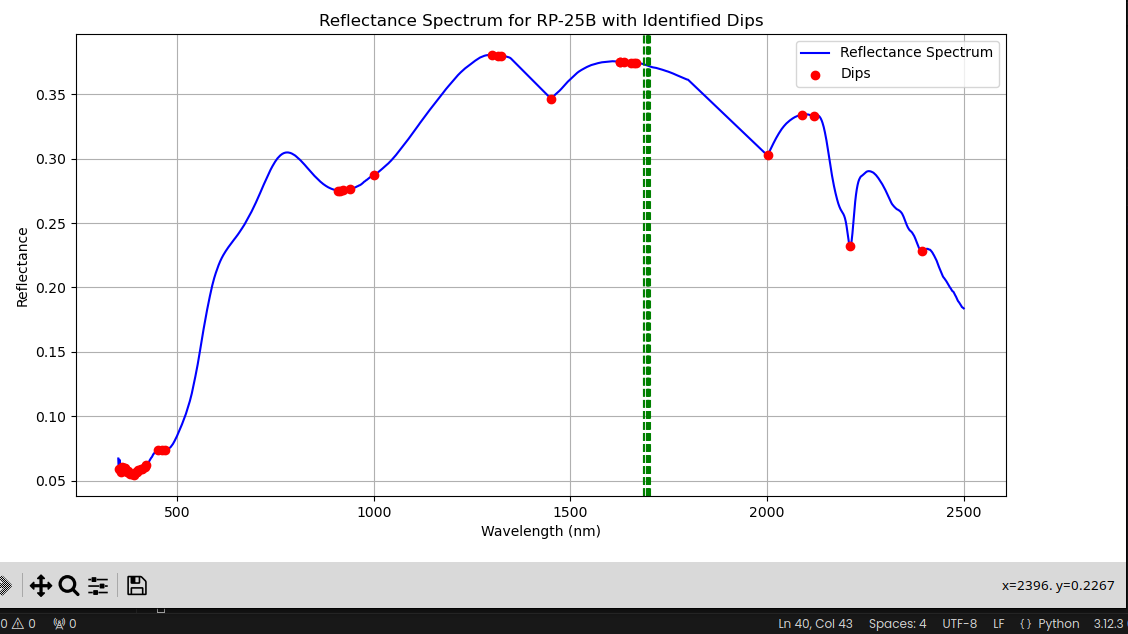 Reflectance Spectrum for RP-25B with Identified Dips
Reflectance Spectrum
Dips
Reflectance
0.35
0.30
0.25
0.20
0.15
0.10
0.05
500
1000
1500
2000
2500
Wavelength (nm)
x=2396. y=0.2267
0 0
0
Ln 40, Col 43
Spaces: 4
UTF-8
LF
{} Python
3.12.3